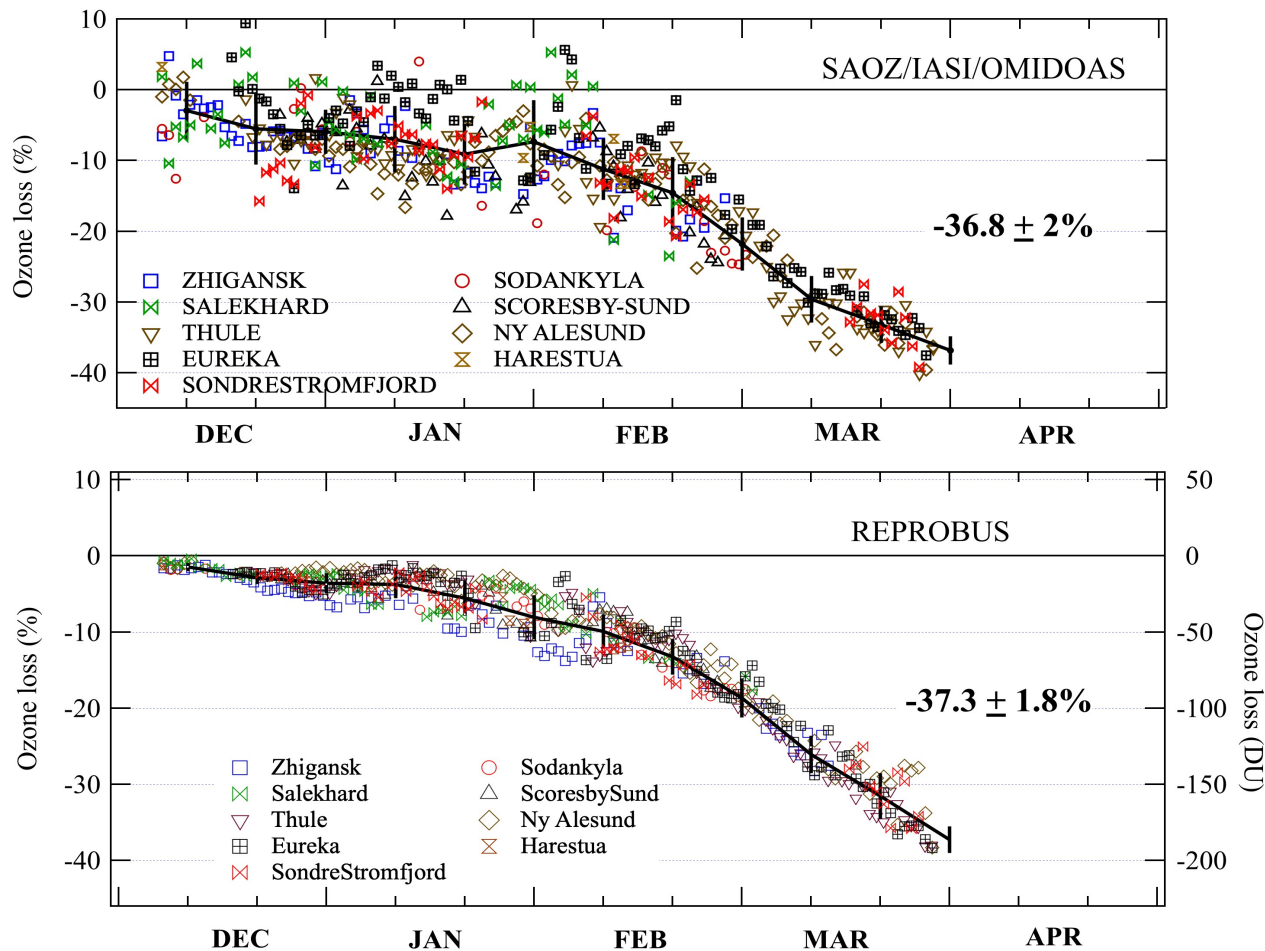 10
0
-10
-20
-30
-40
Ozone loss (%)
SAOZ/IASI/OMIDOAS
-36.8 ± 2%
ZHIGANSK
SALEKHARD
THULE
EUREKA
SONDRESTROMFJORD
SODANKYLA
SCORESBY-SUND
NY ALESUND
HARESTUA
DEC JAN FEB MAR APR
10
0
-10
-20
-30
-40
Ozone loss (%)
REPROBUS
-37.3 ± 1.8%
Zhigansk
Salekhard
Thule
Eureka
SondreStromfjord
Sodankyla
ScoresbySund
Ny Alesund
Harestua
50
0
-50
-100
-150
-200
Ozone loss (DU)
DEC JAN FEB MAR APR